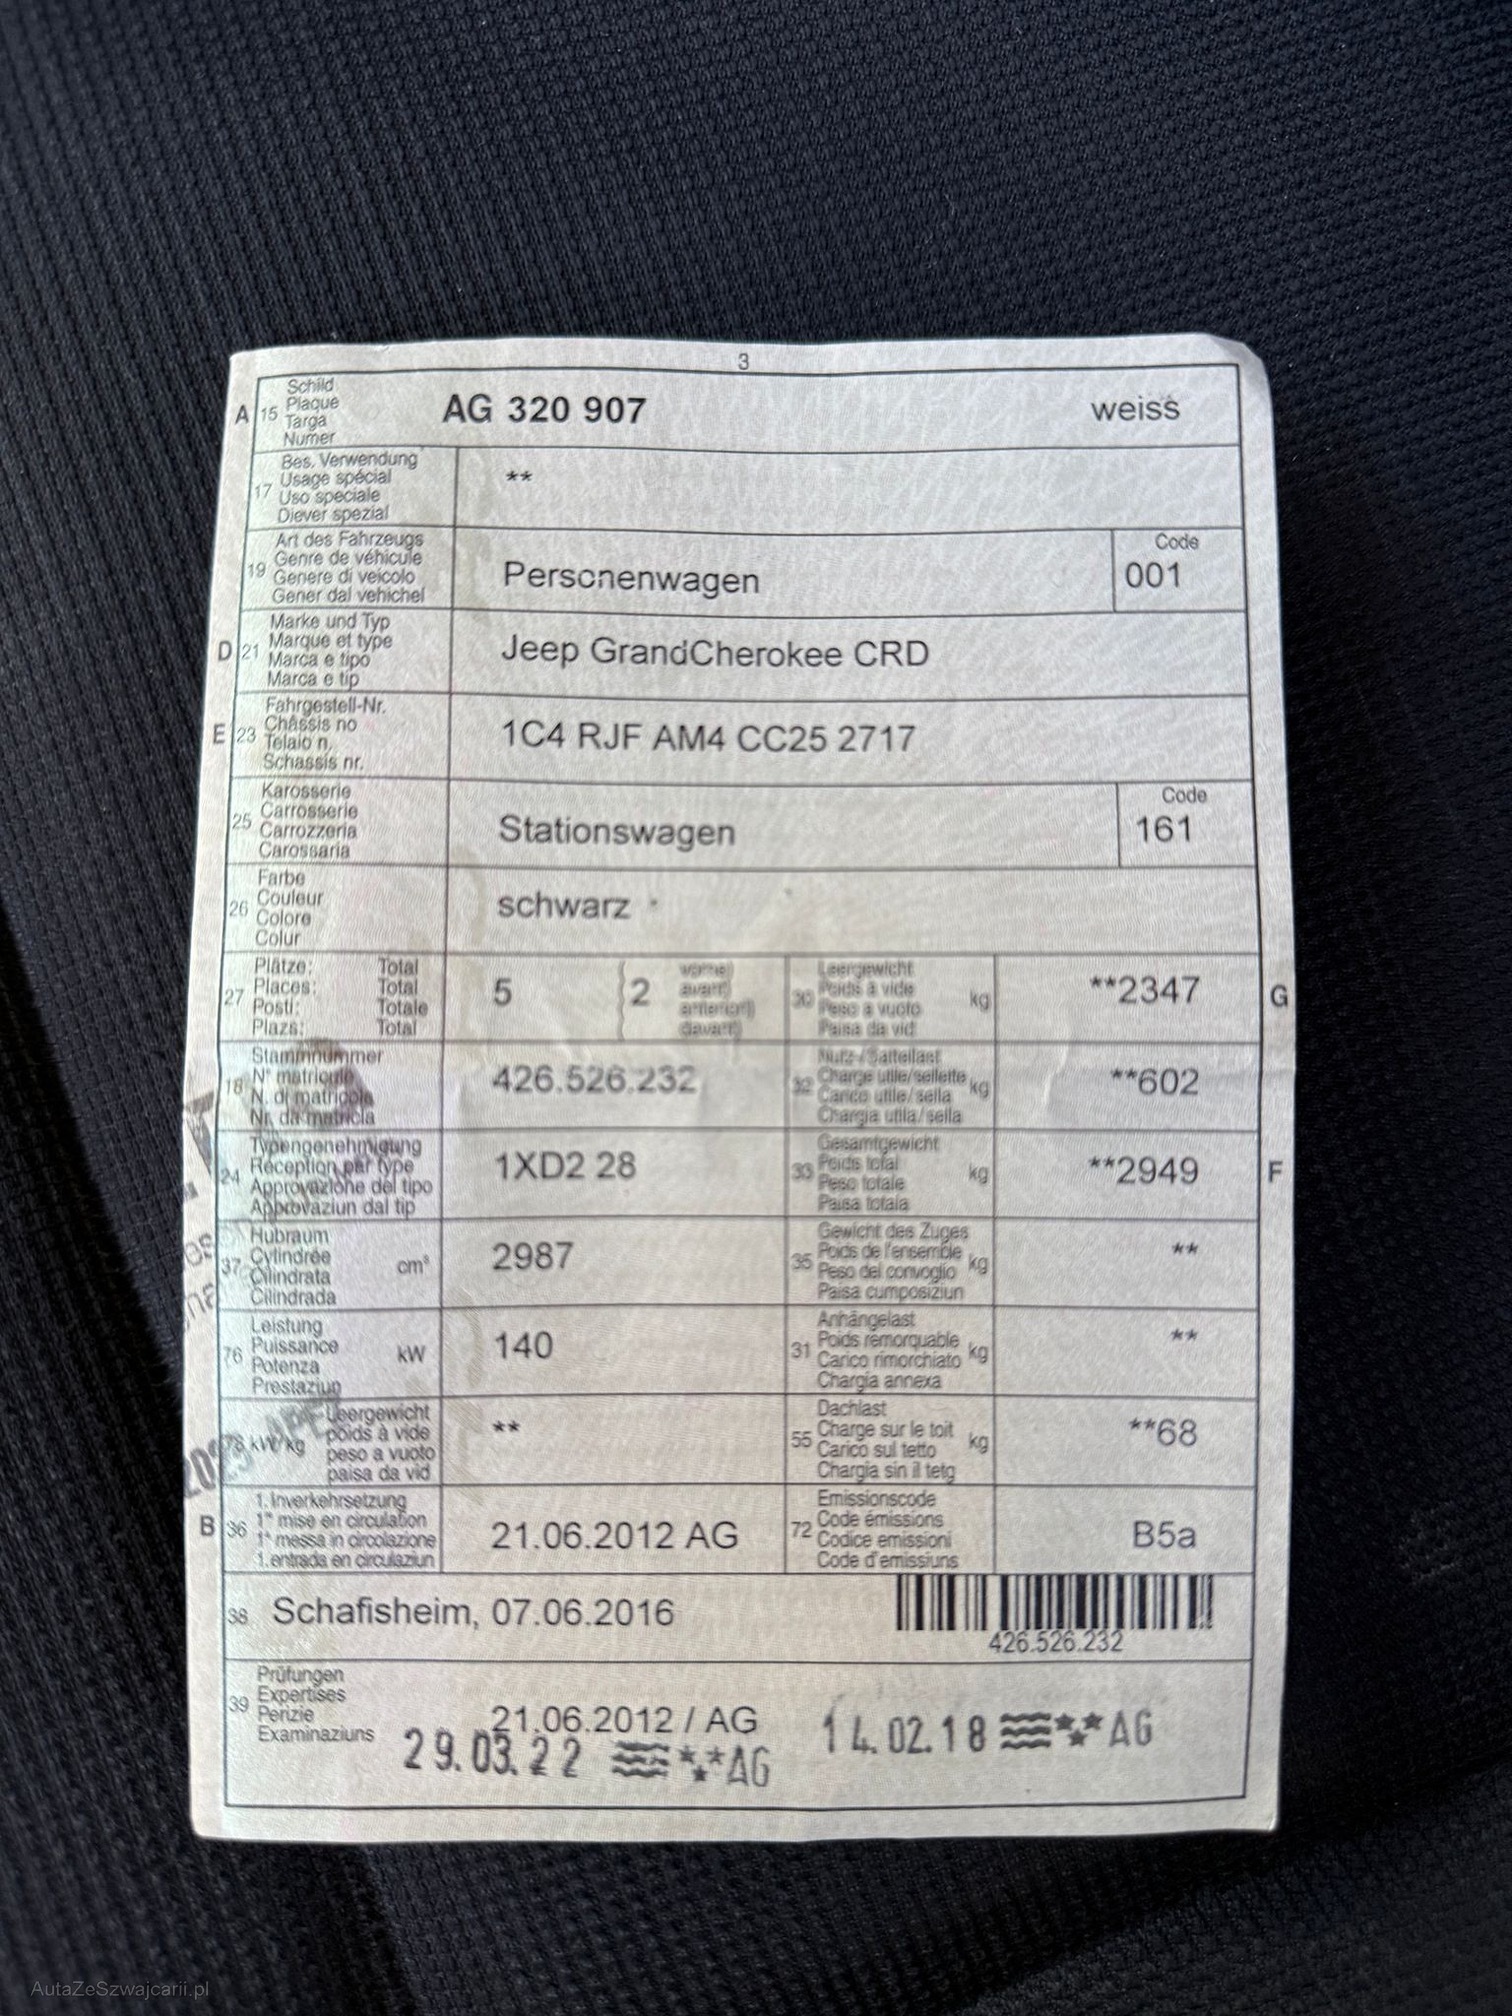 3
A 15 Schild
Plaque
Targa
Numer
AG 320 907 weiss
17 Bes. Verwendung
Usage spécial
Uso speciale
Diever spezial
**
19 Art des Fahrzeugs
Genre de véhicule
Genere di veicolo
Gener dal vehichel
Personenwagen
Code
001
D 21 Marke und Typ
Marque et type
Marca e tipo
Marca e tip
Jeep GrandCherokee CRD
E 23 Fahrgestell-Nr.
Châssis no
Telaio n.
Schassis nr.
1C4 RJF AM4 CC25 2717
25 Karosserie
Carrosserie
Carrozzeria
Carossaria
Stationswagen
Code
161
26 Farbe
Couleur
Colore
Colur
schwarz
27 Plätze: Total
Places: Total
Posti: Totale
Plazs: Total
5 2 vorne)
avant)
anteriori)
davant)
30 Leergewicht
Poids à vide
Peso a vuoto
Paisa da vid
kg **2347 G
18 Stammnummer
N° matricule
N. di matricola
Nr. da matricla
426.526.232
32 Nutz-/Sattellast
Charge utile/sellette
Carico utile/sella
Chargia utila/sella
kg **602
24 Typengenehmigung
Réception par type
Approvazione del tipo
Approvaziun dal tip
1XD2 28
33 Gesamtgewicht
Poids total
Peso totale
Paisa totala
kg **2949 F
37 Hubraum
Cylindrée
Cilindrata
Cilindrada
cm³ 2987
35 Gewicht des Zuges
Poids de l'ensemble
Peso del convoglio
Paisa cumposiziun
kg **
76 Leistung
Puissance
Potenza
Prestaziun
kW 140
31 Anhängelast
Poids remorquable
Carico rimorchiato
Chargia annexa
kg **
78 kW/kg Leergewicht
poids à vide
peso a vuoto
paisa da vid
**
55 Dachlast
Charge sur le toit
Carico sul tetto
Chargia sin il tetg
kg **68
B 36 1. Inverkehrsetzung
1re mise en circulation
1a messa in circolazione
1. entrada en circulaziun
21.06.2012 AG
72 Emissionscode
Code émissions
Codice emissioni
Code d'emissiuns
B5a
38 Schafisheim, 07.06.2016
426.526.232
39 Prüfungen
Expertises
Perizie
Examinaziuns
21.06.2012 / AG
14.02.18 AG
29.03.22 AG
AutaZeSzwajcarii.pl